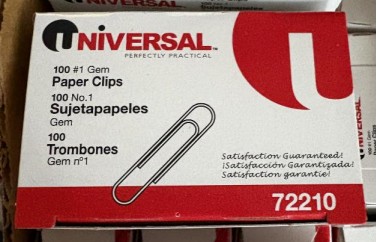 UNIVERSAL™
PERFECTLY PRACTICAL
100 #1 Gem
Paper Clips
100 No.1
Sujetapapeles
Gem
100
Trombones
Gem nº1
Satisfaction Guaranteed!
¡Satisfacción Garantizada!
Satisfaction garantie!
72210